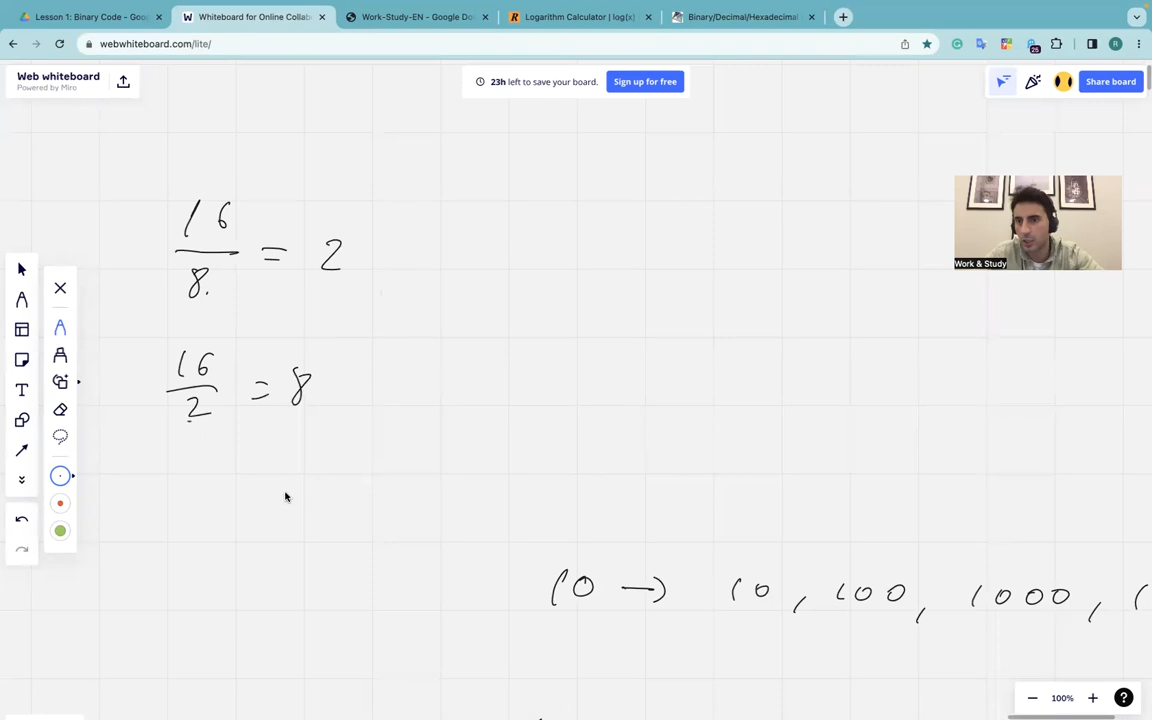 Lesson 1: Binary Code - Goo
Whiteboard for Online Collab
Work-Study-EN - Google Do
Logarithm Calculator | log(x)
Binary/Decimal/Hexadecimal
webwhiteboard.com/lite/
25
R
Web whiteboard
Powered by Miro
23h left to save your board.
Sign up for free
Share board
16
8. = 2
Work & Study
16
2 = 8
T
10 → 10, 100, 1000, (
100%
?